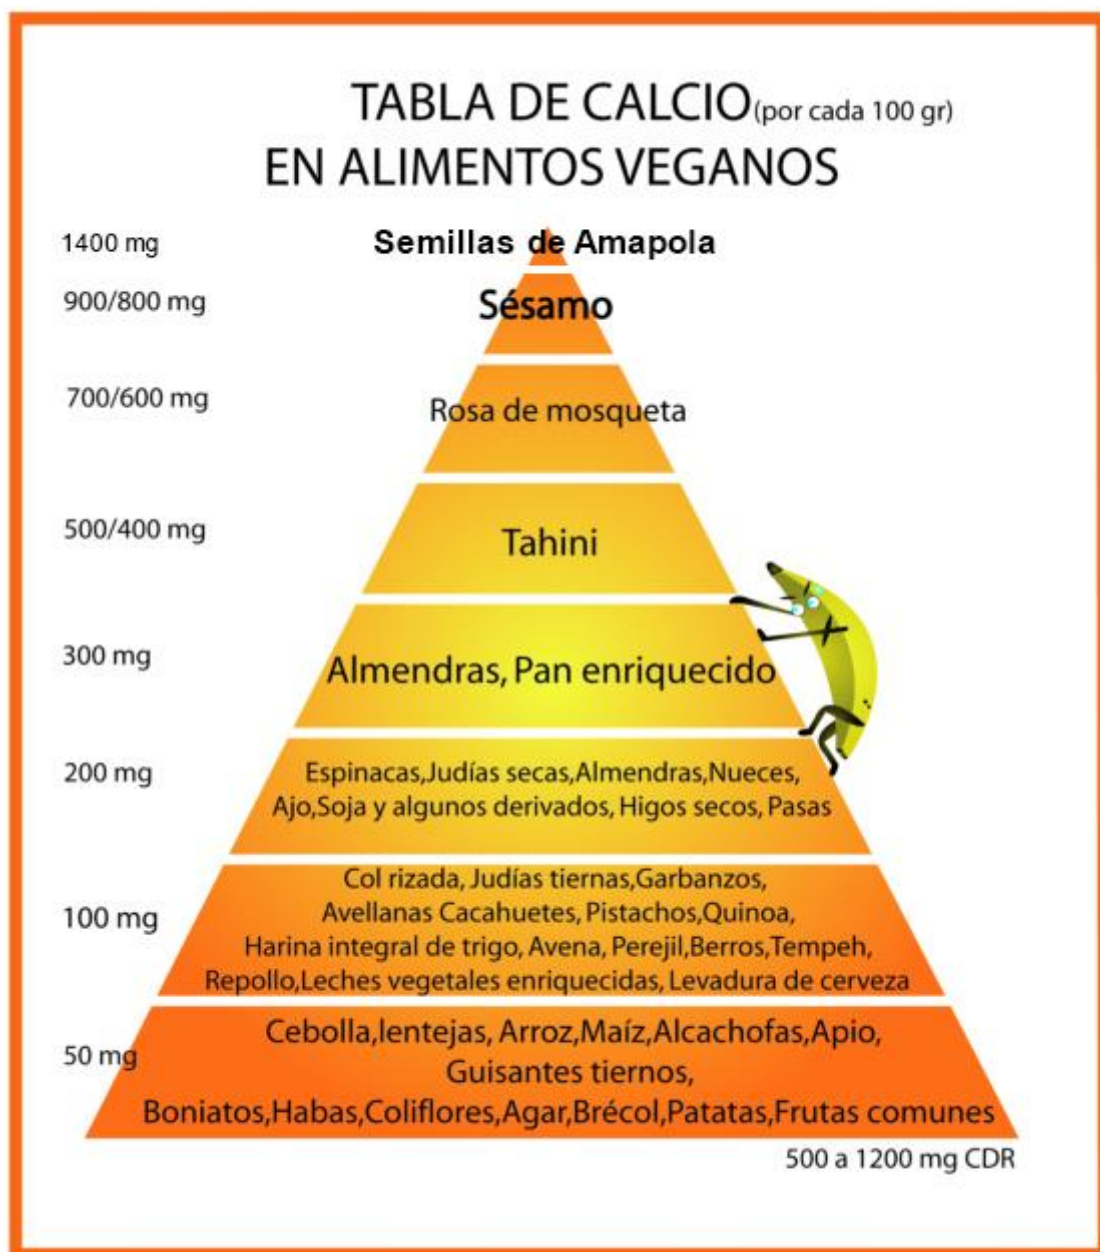 TABLA DE CALCIO(por cada 100 gr)
EN ALIMENTOS VEGANOS
1400 mg
Semillas de Amapola
900/800 mg
Sésamo
700/600 mg
Rosa de mosqueta
500/400 mg
Tahini
300 mg
Almendras, Pan enriquecido
200 mg
Espinacas,Judías secas,Almendras,Nueces,
Ajo,Soja y algunos derivados, Higos secos, Pasas
100 mg
Col rizada, Judías tiernas,Garbanzos,
Avellanas Cacahuetes, Pistachos,Quinoa,
Harina integral de trigo, Avena, Perejil,Berros,Tempeh,
Repollo,Leches vegetales enriquecidas, Levadura de cerveza
50 mg
Cebolla,lentejas, Arroz,Maíz,Alcachofas,Apio,
Guisantes tiernos,
Boniatos,Habas,Coliflores,Agar,Brécol,Patatas,Frutas comunes
500 a 1200 mg CDR